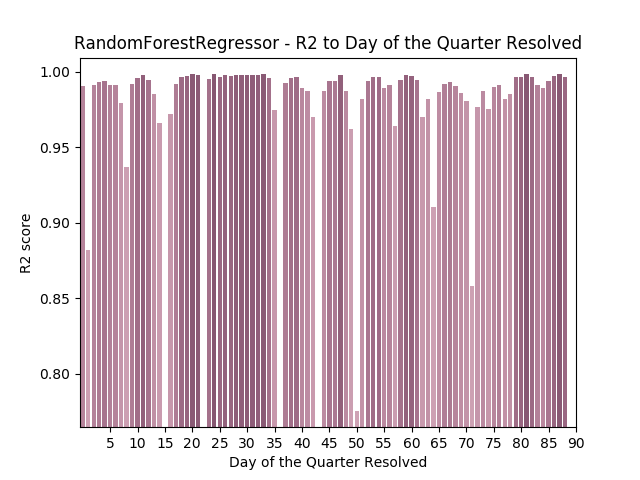 RandomForestRegressor - R2 to Day of the Quarter Resolved
1.00
0.95
0.90
0.85
0.80
R2 score
5 10 15 20 25 30 35 40 45 50 55 60 65 70 75 80 85 90
Day of the Quarter Resolved